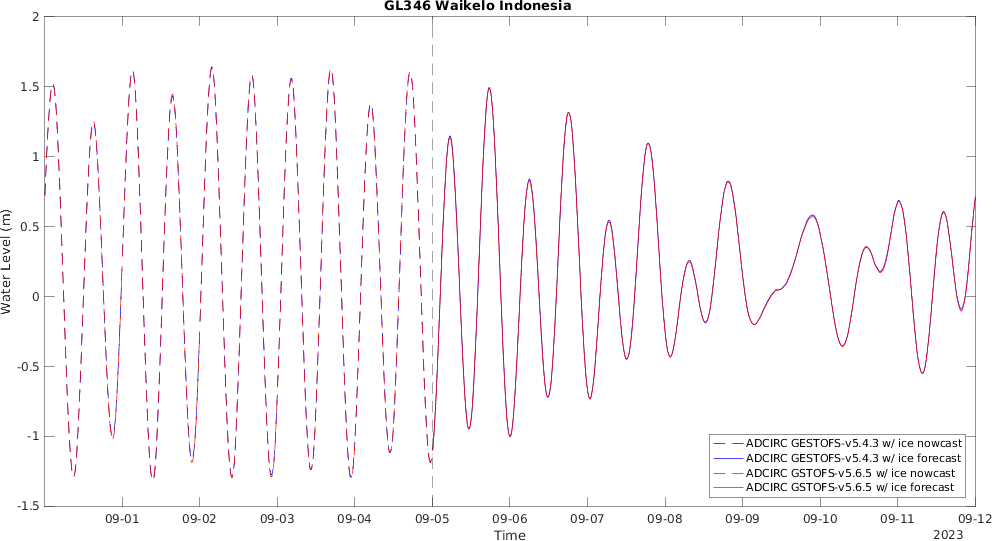 GL346 Waikelo Indonesia
2
1.5
1
0.5
0
-0.5
-1
-1.5
Water Level (m)
ADCIRC GESTOFS-v5.4.3 w/ ice nowcast
ADCIRC GESTOFS-v5.4.3 w/ ice forecast
ADCIRC GSTOFS-v5.6.5 w/ ice nowcast
ADCIRC GSTOFS-v5.6.5 w/ ice forecast
09-01 09-02 09-03 09-04 09-05 09-06 09-07 09-08 09-09 09-10 09-11 09-12
Time
2023